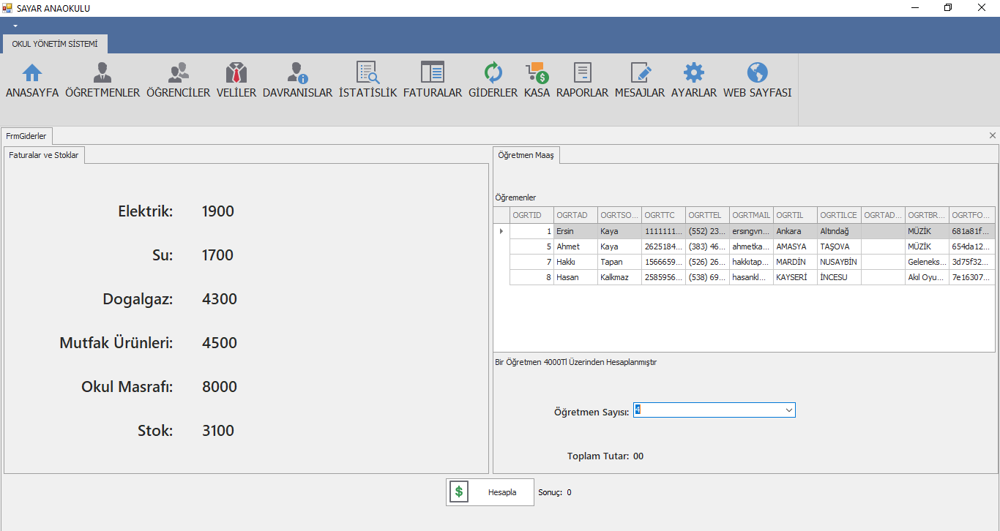 SAYAR ANAOKULU
OKUL YÖNETİM SİSTEMİ
ANASAYFA ÖĞRETMENLER ÖĞRENCİLER VELİLER DAVRANISLAR İSTATİSLİK FATURALAR GİDERLER KASA RAPORLAR MESAJLAR AYARLAR WEB SAYFASI
FrmGiderler
Faturalar ve Stoklar
Elektrik: 1900
Su: 1700
Dogalgaz: 4300
Mutfak Ürünleri: 4500
Okul Masrafı: 8000
Stok: 3100
Öğretmen Maaş
Öğremenler
OGRTID OGRTAD OGRTSO... OGRTTC OGRTTEL OGRTMAIL OGRTIL OGRTILCE OGRTAD... OGRTBR... OGRTFO...
1 Ersin Kaya 1111111... (552) 23... ersingvn... Ankara Altındağ MÜZİK 681a81f...
5 Ahmet Kaya 2625184... (383) 46... ahmetka... AMASYA TAŞOVA MÜZİK 654da12...
7 Hakkı Tapan 1566659... (526) 26... hakkıtap... MARDİN NUSAYBİN Geleneks... 3d75f32...
8 Hasan Kalkmaz 2585956... (538) 69... hasankl... KAYSERİ İNCESU Akıl Oyu... 7e16307...
Bir Öğretmen 4000Tl Üzerinden Hesaplanmıştır
Öğretmen Sayısı: 4
Toplam Tutar: 00
$ Hesapla Sonuç: 0